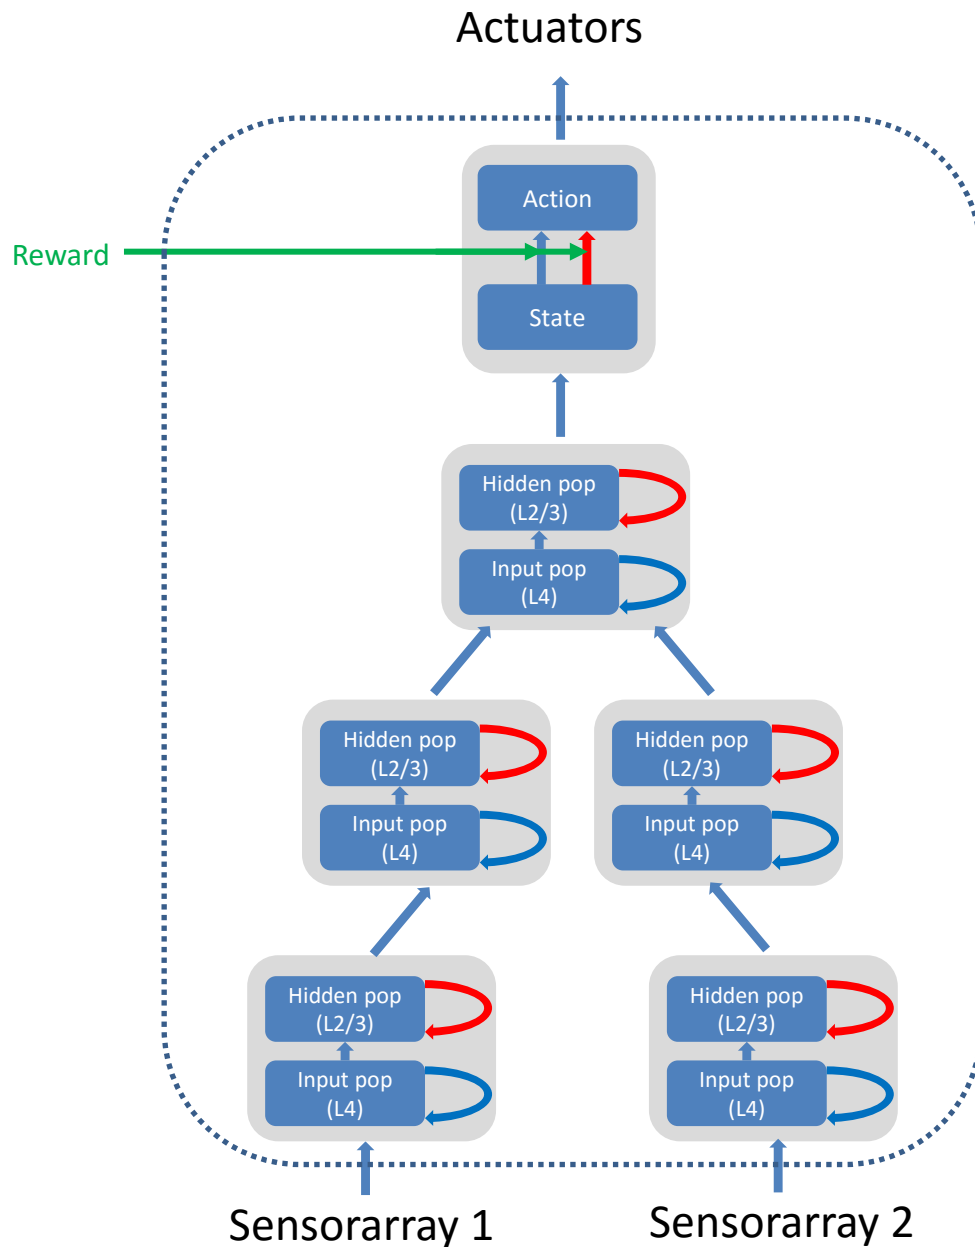 Actuators
Action
Reward
State
Hidden pop
(L2/3)
Input pop
(L4)
Hidden pop
(L2/3)
Input pop
(L4)
Hidden pop
(L2/3)
Input pop
(L4)
Hidden pop
(L2/3)
Input pop
(L4)
Hidden pop
(L2/3)
Input pop
(L4)
Sensorarray 1
Sensorarray 2